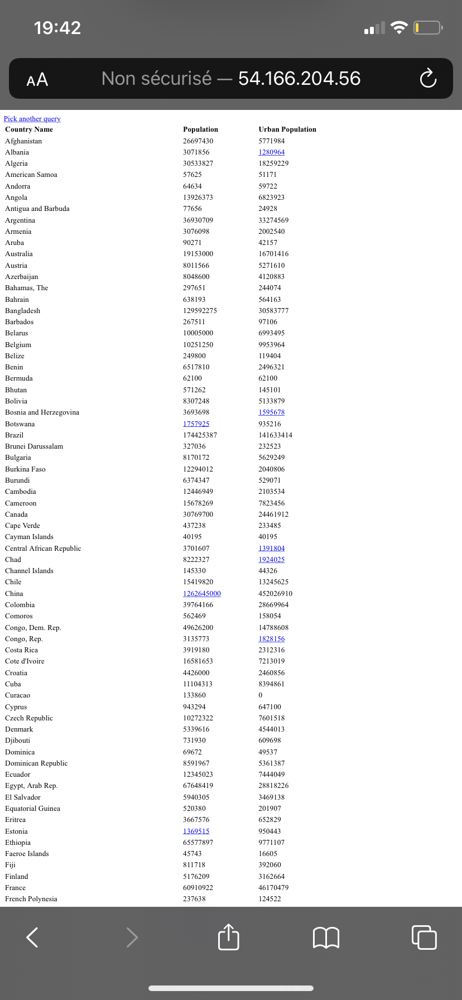 19:42
AA Non sécurisé — 54.166.204.56
Pick another query
Country Name Population Urban Population
Afghanistan 26697430 5771984
Albania 3071856 1280964
Algeria 30533827 18259229
American Samoa 57625 51171
Andorra 64634 59722
Angola 13926373 6823923
Antigua and Barbuda 77656 24928
Argentina 36930709 33274569
Armenia 3076098 2002540
Aruba 90271 42157
Australia 19153000 16701416
Austria 8011566 5271610
Azerbaijan 8048600 4120883
Bahamas, The 297651 244074
Bahrain 638193 564163
Bangladesh 129592275 30583777
Barbados 267511 97106
Belarus 10005000 6993495
Belgium 10251250 9953964
Belize 249800 119404
Benin 6517810 2496321
Bermuda 62100 62100
Bhutan 571262 145101
Bolivia 8307248 5133879
Bosnia and Herzegovina 3693698 1595678
Botswana 1757925 935216
Brazil 174425387 141633414
Brunei Darussalam 327036 232523
Bulgaria 8170172 5629249
Burkina Faso 12294012 2040806
Burundi 6374347 529071
Cambodia 12446949 2103534
Cameroon 15678269 7823456
Canada 30769700 24461912
Cape Verde 437238 233485
Cayman Islands 40195 40195
Central African Republic 3701607 1391804
Chad 8222327 1924025
Channel Islands 145330 44326
Chile 15419820 13245625
China 1262645000 452026910
Colombia 39764166 28669964
Comoros 562469 158054
Congo, Dem. Rep. 49626200 14788608
Congo, Rep. 3135773 1828156
Costa Rica 3919180 2312316
Cote d'Ivoire 16581653 7213019
Croatia 4426000 2460856
Cuba 11104313 8394861
Curacao 133860 0
Cyprus 943294 647100
Czech Republic 10272322 7601518
Denmark 5339616 4544013
Djibouti 731930 609698
Dominica 69672 49537
Dominican Republic 8591967 5361387
Ecuador 12345023 7444049
Egypt, Arab Rep. 67648419 28818226
El Salvador 5940305 3469138
Equatorial Guinea 520380 201907
Eritrea 3667576 652829
Estonia 1369515 950443
Ethiopia 65577897 9771107
Faeroe Islands 45743 16605
Fiji 811718 392060
Finland 5176209 3162664
France 60910922 46170479
French Polynesia 237638 124522